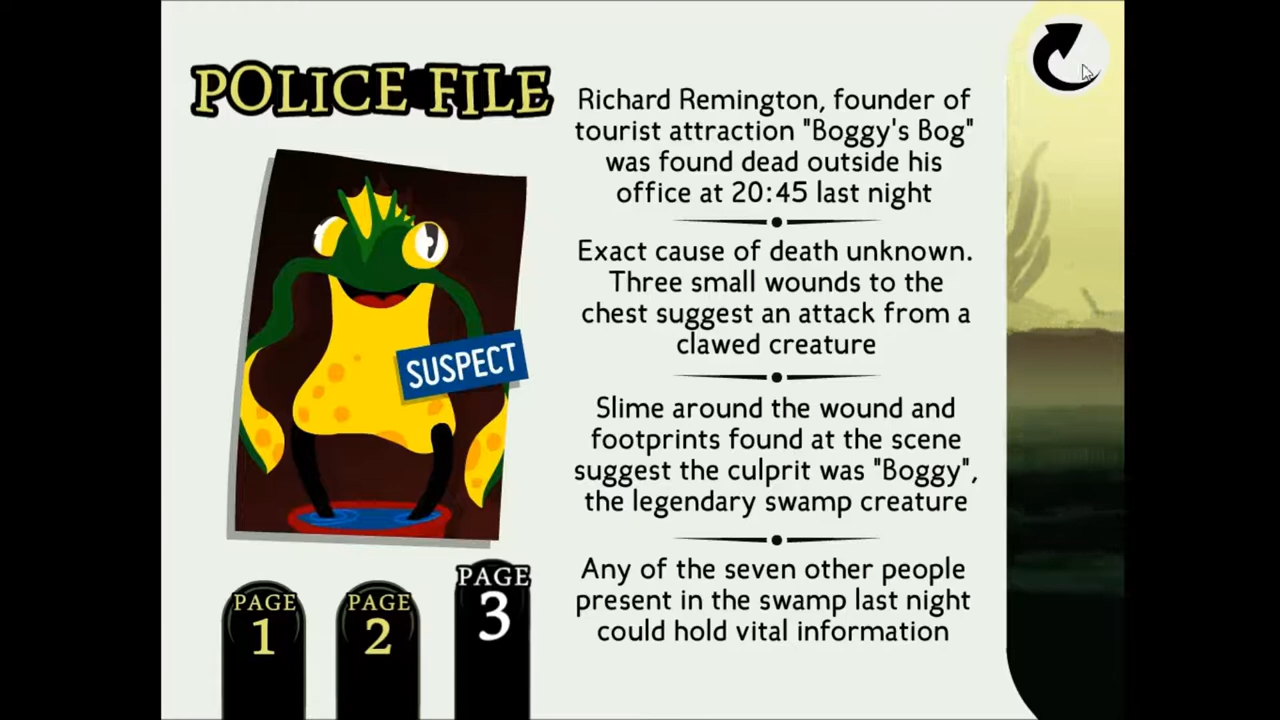 POLICE FILE
Richard Remington, founder of
tourist attraction "Boggy's Bog"
was found dead outside his
office at 20:45 last night
Exact cause of death unknown.
Three small wounds to the
chest suggest an attack from a
clawed creature
SUSPECT
Slime around the wound and
footprints found at the scene
suggest the culprit was "Boggy",
the legendary swamp creature
Any of the seven other people
present in the swamp last night
could hold vital information
PAGE
1
PAGE
2
PAGE
3